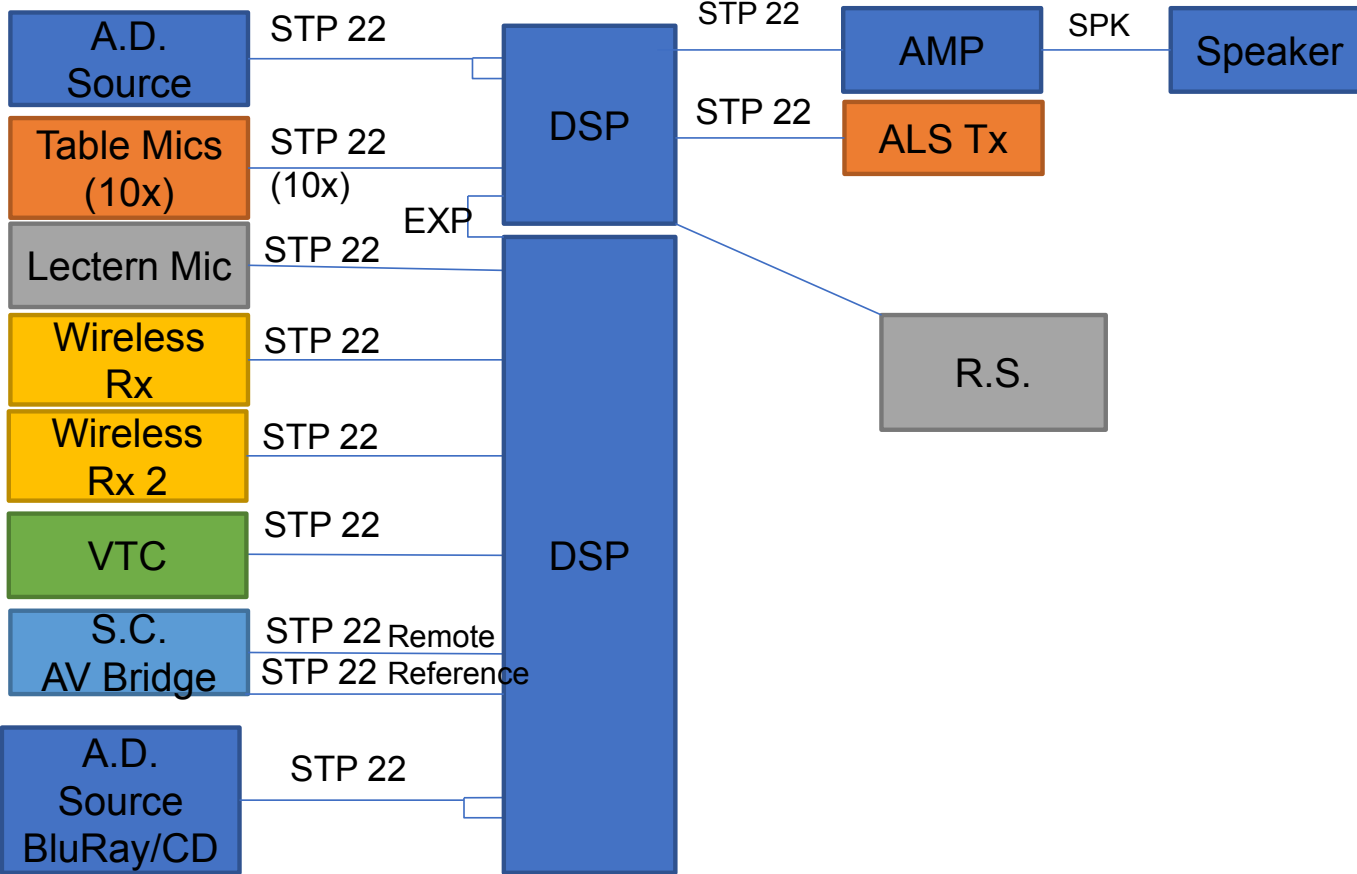 A.D.
Source
STP 22
DSP
STP 22
AMP
SPK
Speaker
Table Mics
(10x)
STP 22
(10x)
STP 22
ALS Tx
EXP
Lectern Mic
STP 22
Wireless
Rx
STP 22
R.S.
Wireless
Rx 2
STP 22
VTC
STP 22
DSP
S.C.
AV Bridge
STP 22 Remote
STP 22 Reference
A.D.
Source
BluRay/CD
STP 22